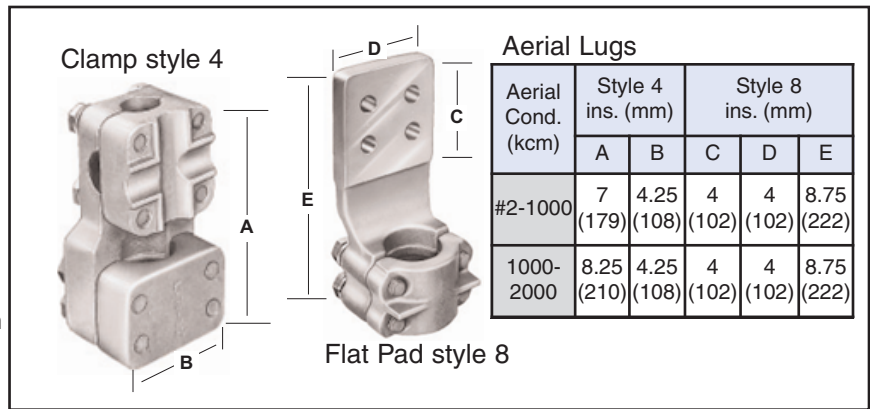 Clamp style 4
A
B
D
C
E
Flat Pad style 8
Aerial Lugs
Aerial Cond. (kcm) Style 4 ins. (mm) Style 8 ins. (mm)
A B C D E
#2-1000 7 (179) 4.25 (108) 4 (102) 4 (102) 8.75 (222)
1000-2000 8.25 (210) 4.25 (108) 4 (102) 4 (102) 8.75 (222)